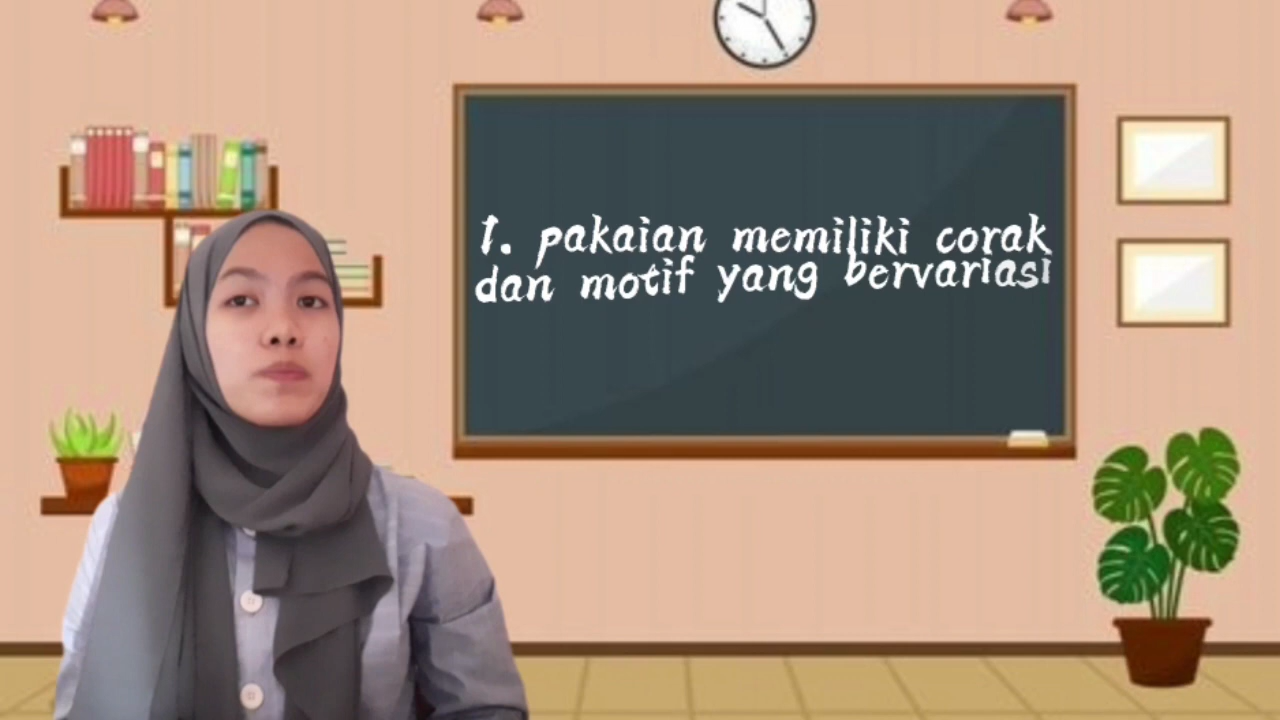 1. pakaian memiliki corak
dan motif yang bervariasi